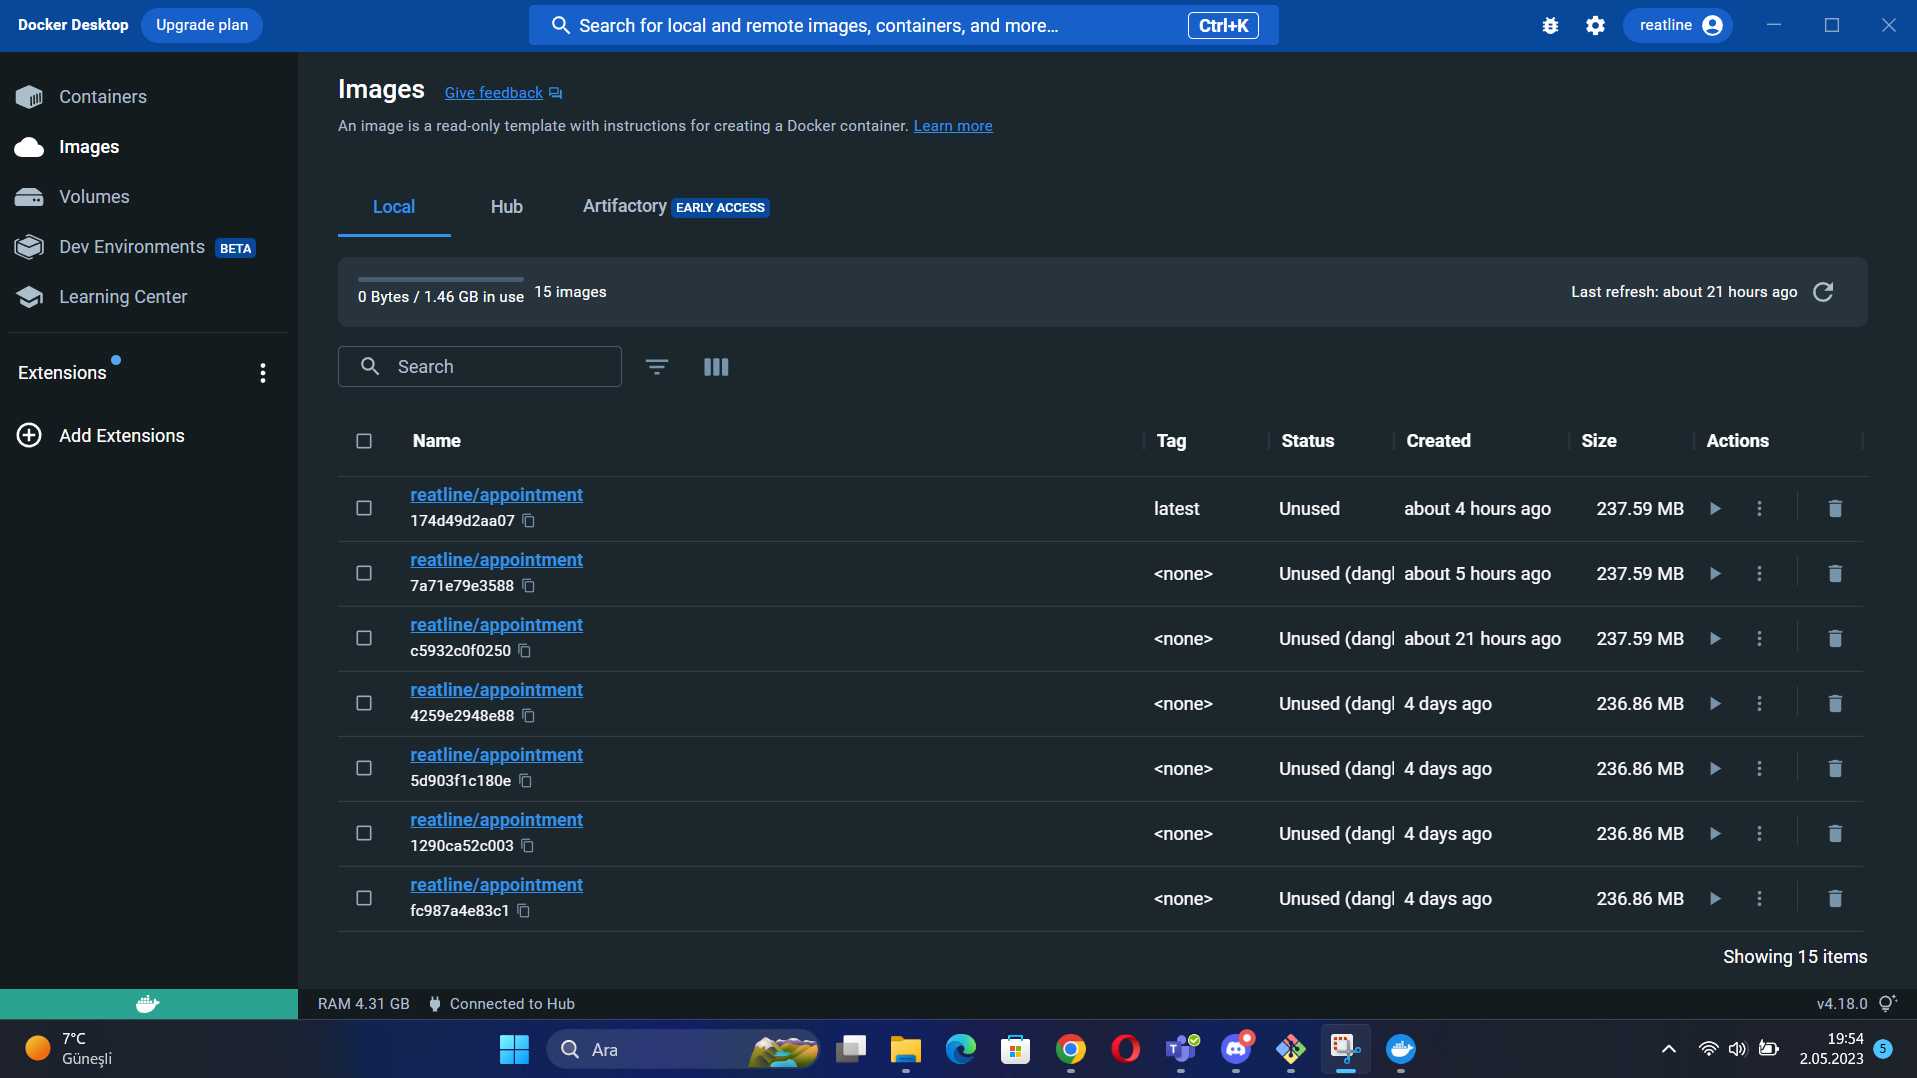 Docker Desktop
Upgrade plan
Search for local and remote images, containers, and more...
Ctrl+K
reatline
Containers
Images
Volumes
Dev Environments BETA
Learning Center
Extensions
Add Extensions
Images Give feedback
An image is a read-only template with instructions for creating a Docker container. Learn more
Local Hub Artifactory EARLY ACCESS
0 Bytes / 1.46 GB in use 15 images
Last refresh: about 21 hours ago
Search
Name Tag Status Created Size Actions
reatline/appointment
174d49d2aa07
latest Unused about 4 hours ago 237.59 MB
reatline/appointment
7a71e79e3588
<none> Unused (dangl about 5 hours ago 237.59 MB
reatline/appointment
c5932c0f0250
<none> Unused (dangl about 21 hours ago 237.59 MB
reatline/appointment
4259e2948e88
<none> Unused (dangl 4 days ago 236.86 MB
reatline/appointment
5d903f1c180e
<none> Unused (dangl 4 days ago 236.86 MB
reatline/appointment
1290ca52c003
<none> Unused (dangl 4 days ago 236.86 MB
reatline/appointment
fc987a4e83c1
<none> Unused (dangl 4 days ago 236.86 MB
Showing 15 items
RAM 4.31 GB Connected to Hub
v4.18.0
7°C
Güneşli
Ara
19:54
2.05.2023
5